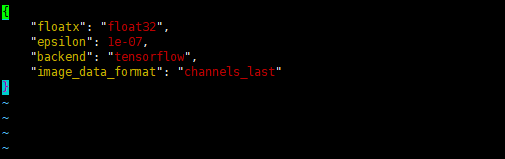 {
    "floatx": "float32",
    "epsilon": 1e-07,
    "backend": "tensorflow",
    "image_data_format": "channels_last"
}
~
~
~
~